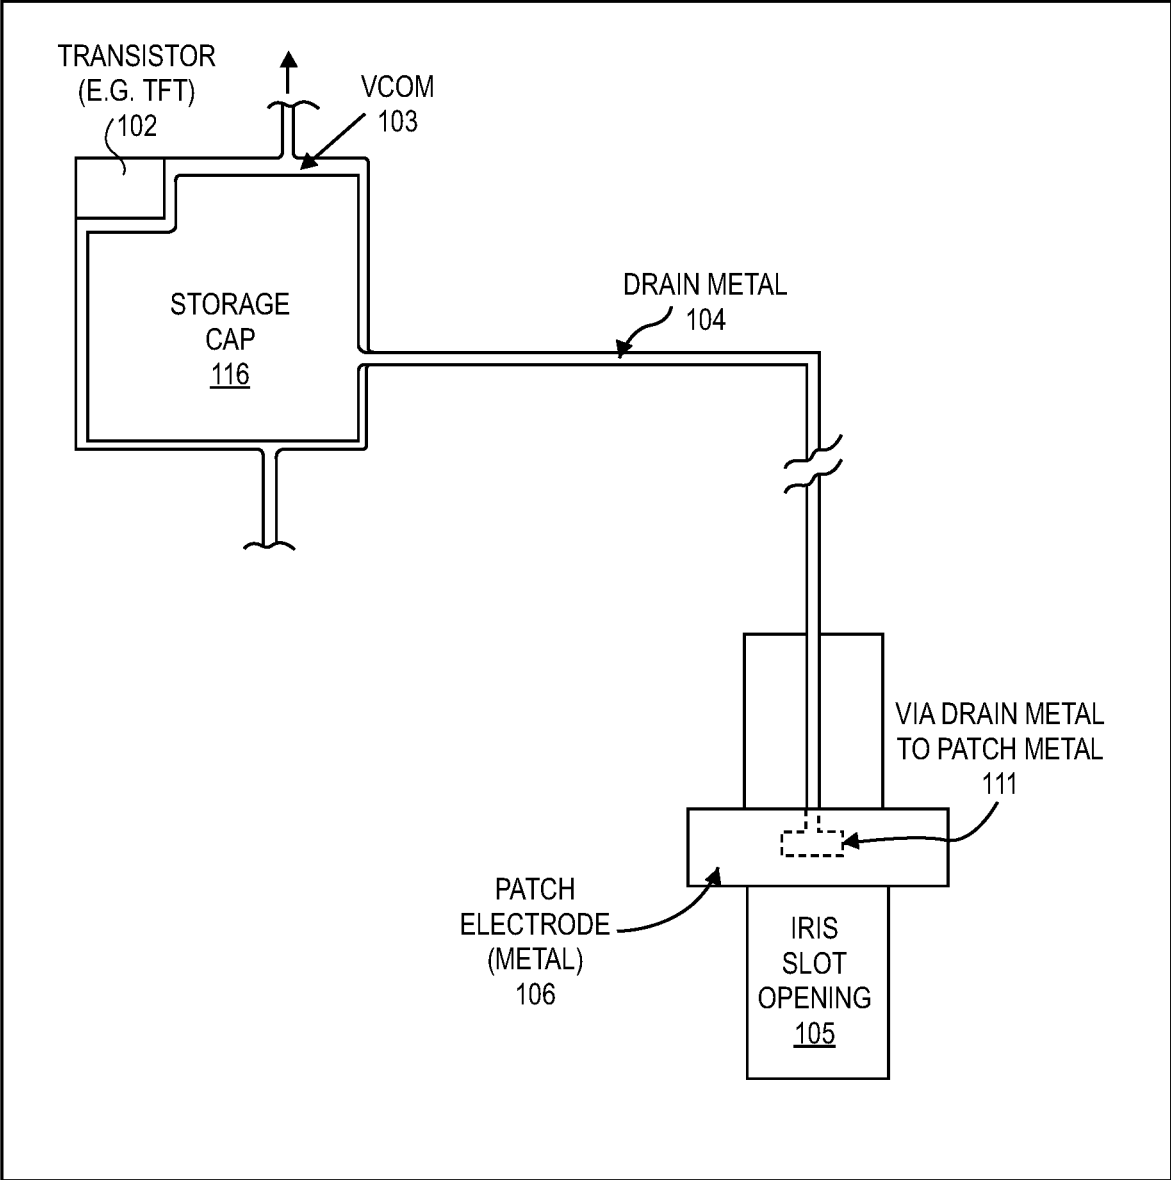 TRANSISTOR
(E.G. TFT)
102
VCOM
103
STORAGE
CAP
116
DRAIN METAL
104
VIA DRAIN METAL
TO PATCH METAL
111
PATCH
ELECTRODE
(METAL)
106
IRIS
SLOT
OPENING
105